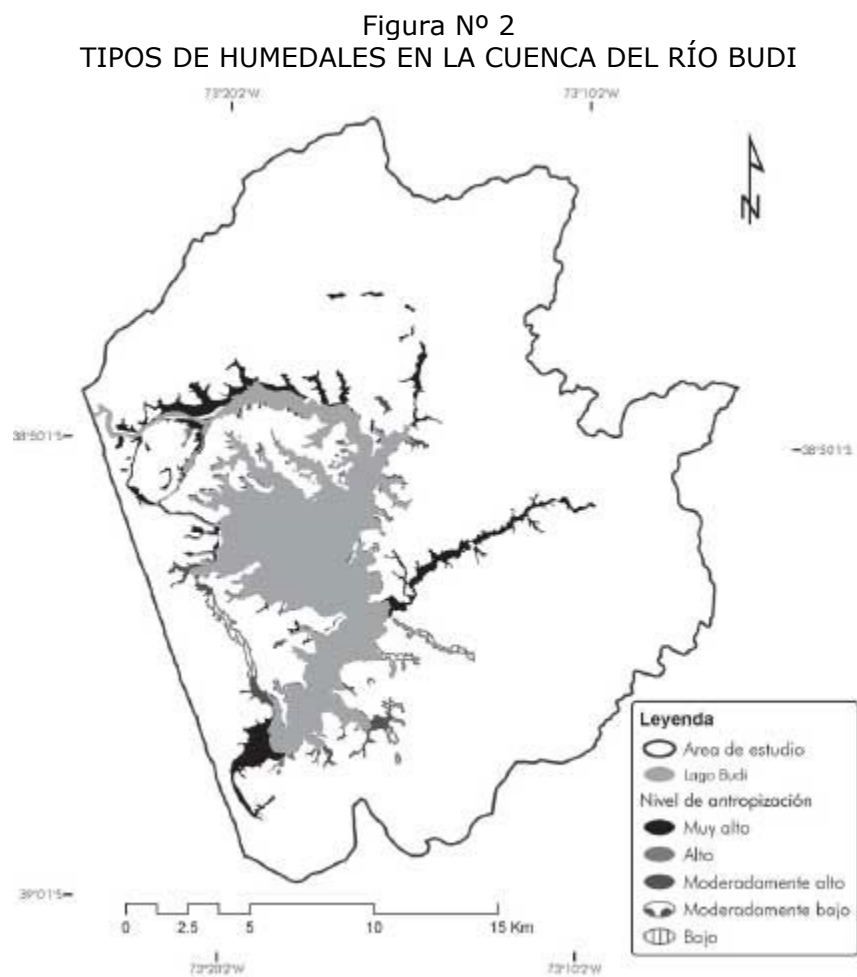 Figura Nº 2
TIPOS DE HUMEDALES EN LA CUENCA DEL RÍO BUDI
73°20'2"W 73°10'2"W
N
38°50'1"S 38°50'1"S
Leyenda
Area de estudio
Lago Budi
Nivel de antropización
Muy alto
Alto
Moderadamente alto
Moderadamente bajo
Bajo
39°01'S
0 2.5 5 10 15 Km
73°20'2"W 73°10'2"W